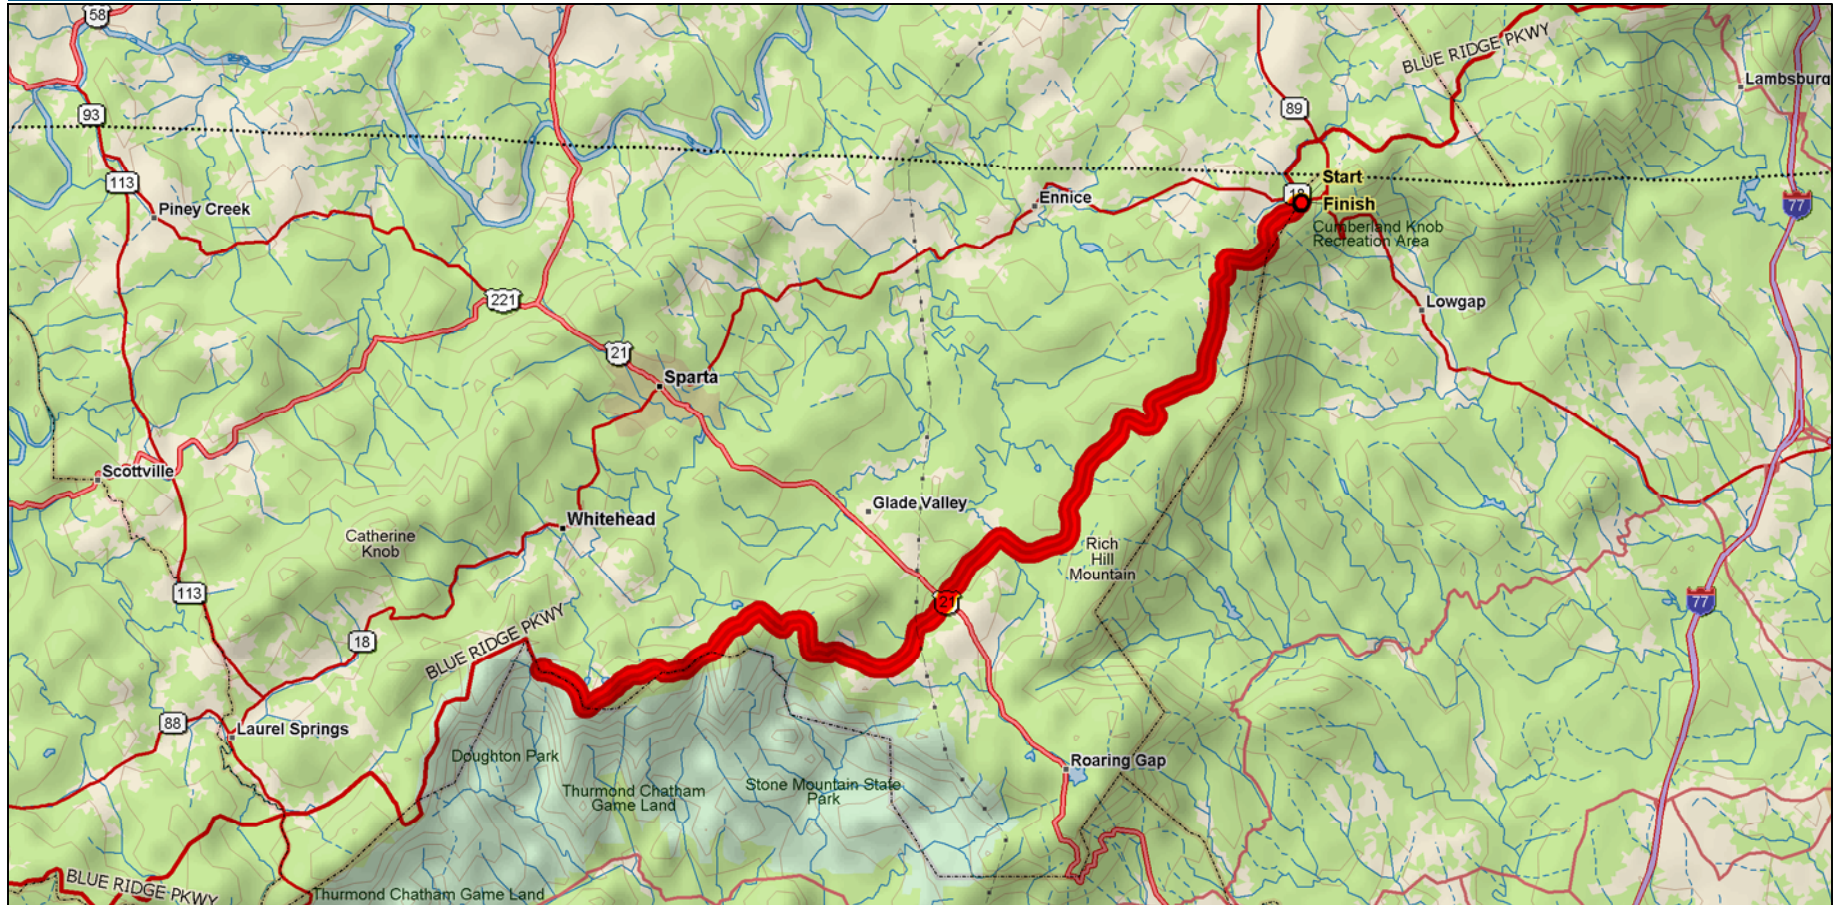 58
BLUE RIDGE PKWY
Lambsburg
89
93
113
Start
18
Finish
Ennice
77
Piney Creek
Cumberland Knob
Recreation Area
221
Lowgap
21
Sparta
Scottville
Glade Valley
Whitehead
Catherine
Knob
Rich
Hill
Mountain
113
21
77
18
BLUE RIDGE PKWY
88
Laurel Springs
Doughton Park
Roaring Gap
Thurmond Chatham
Game Land
Stone Mountain State
Park
BLUE RIDGE PKWY
Thurmond Chatham Game Land